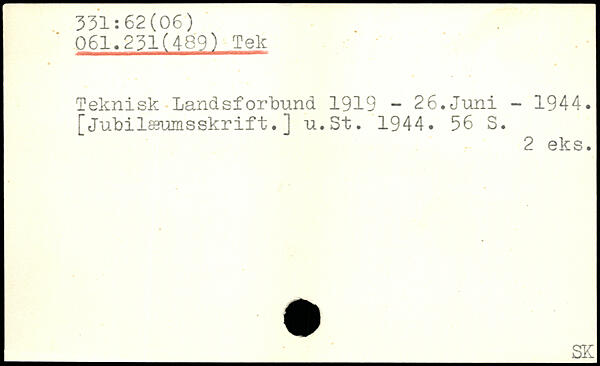 331:62(06)
061.231(489) Tek
Teknisk Landsforbund 1919 - 26.Juni - 1944.
[Jubilæumsskrift.] u.St. 1944. 56 S.
2 eks.
SK